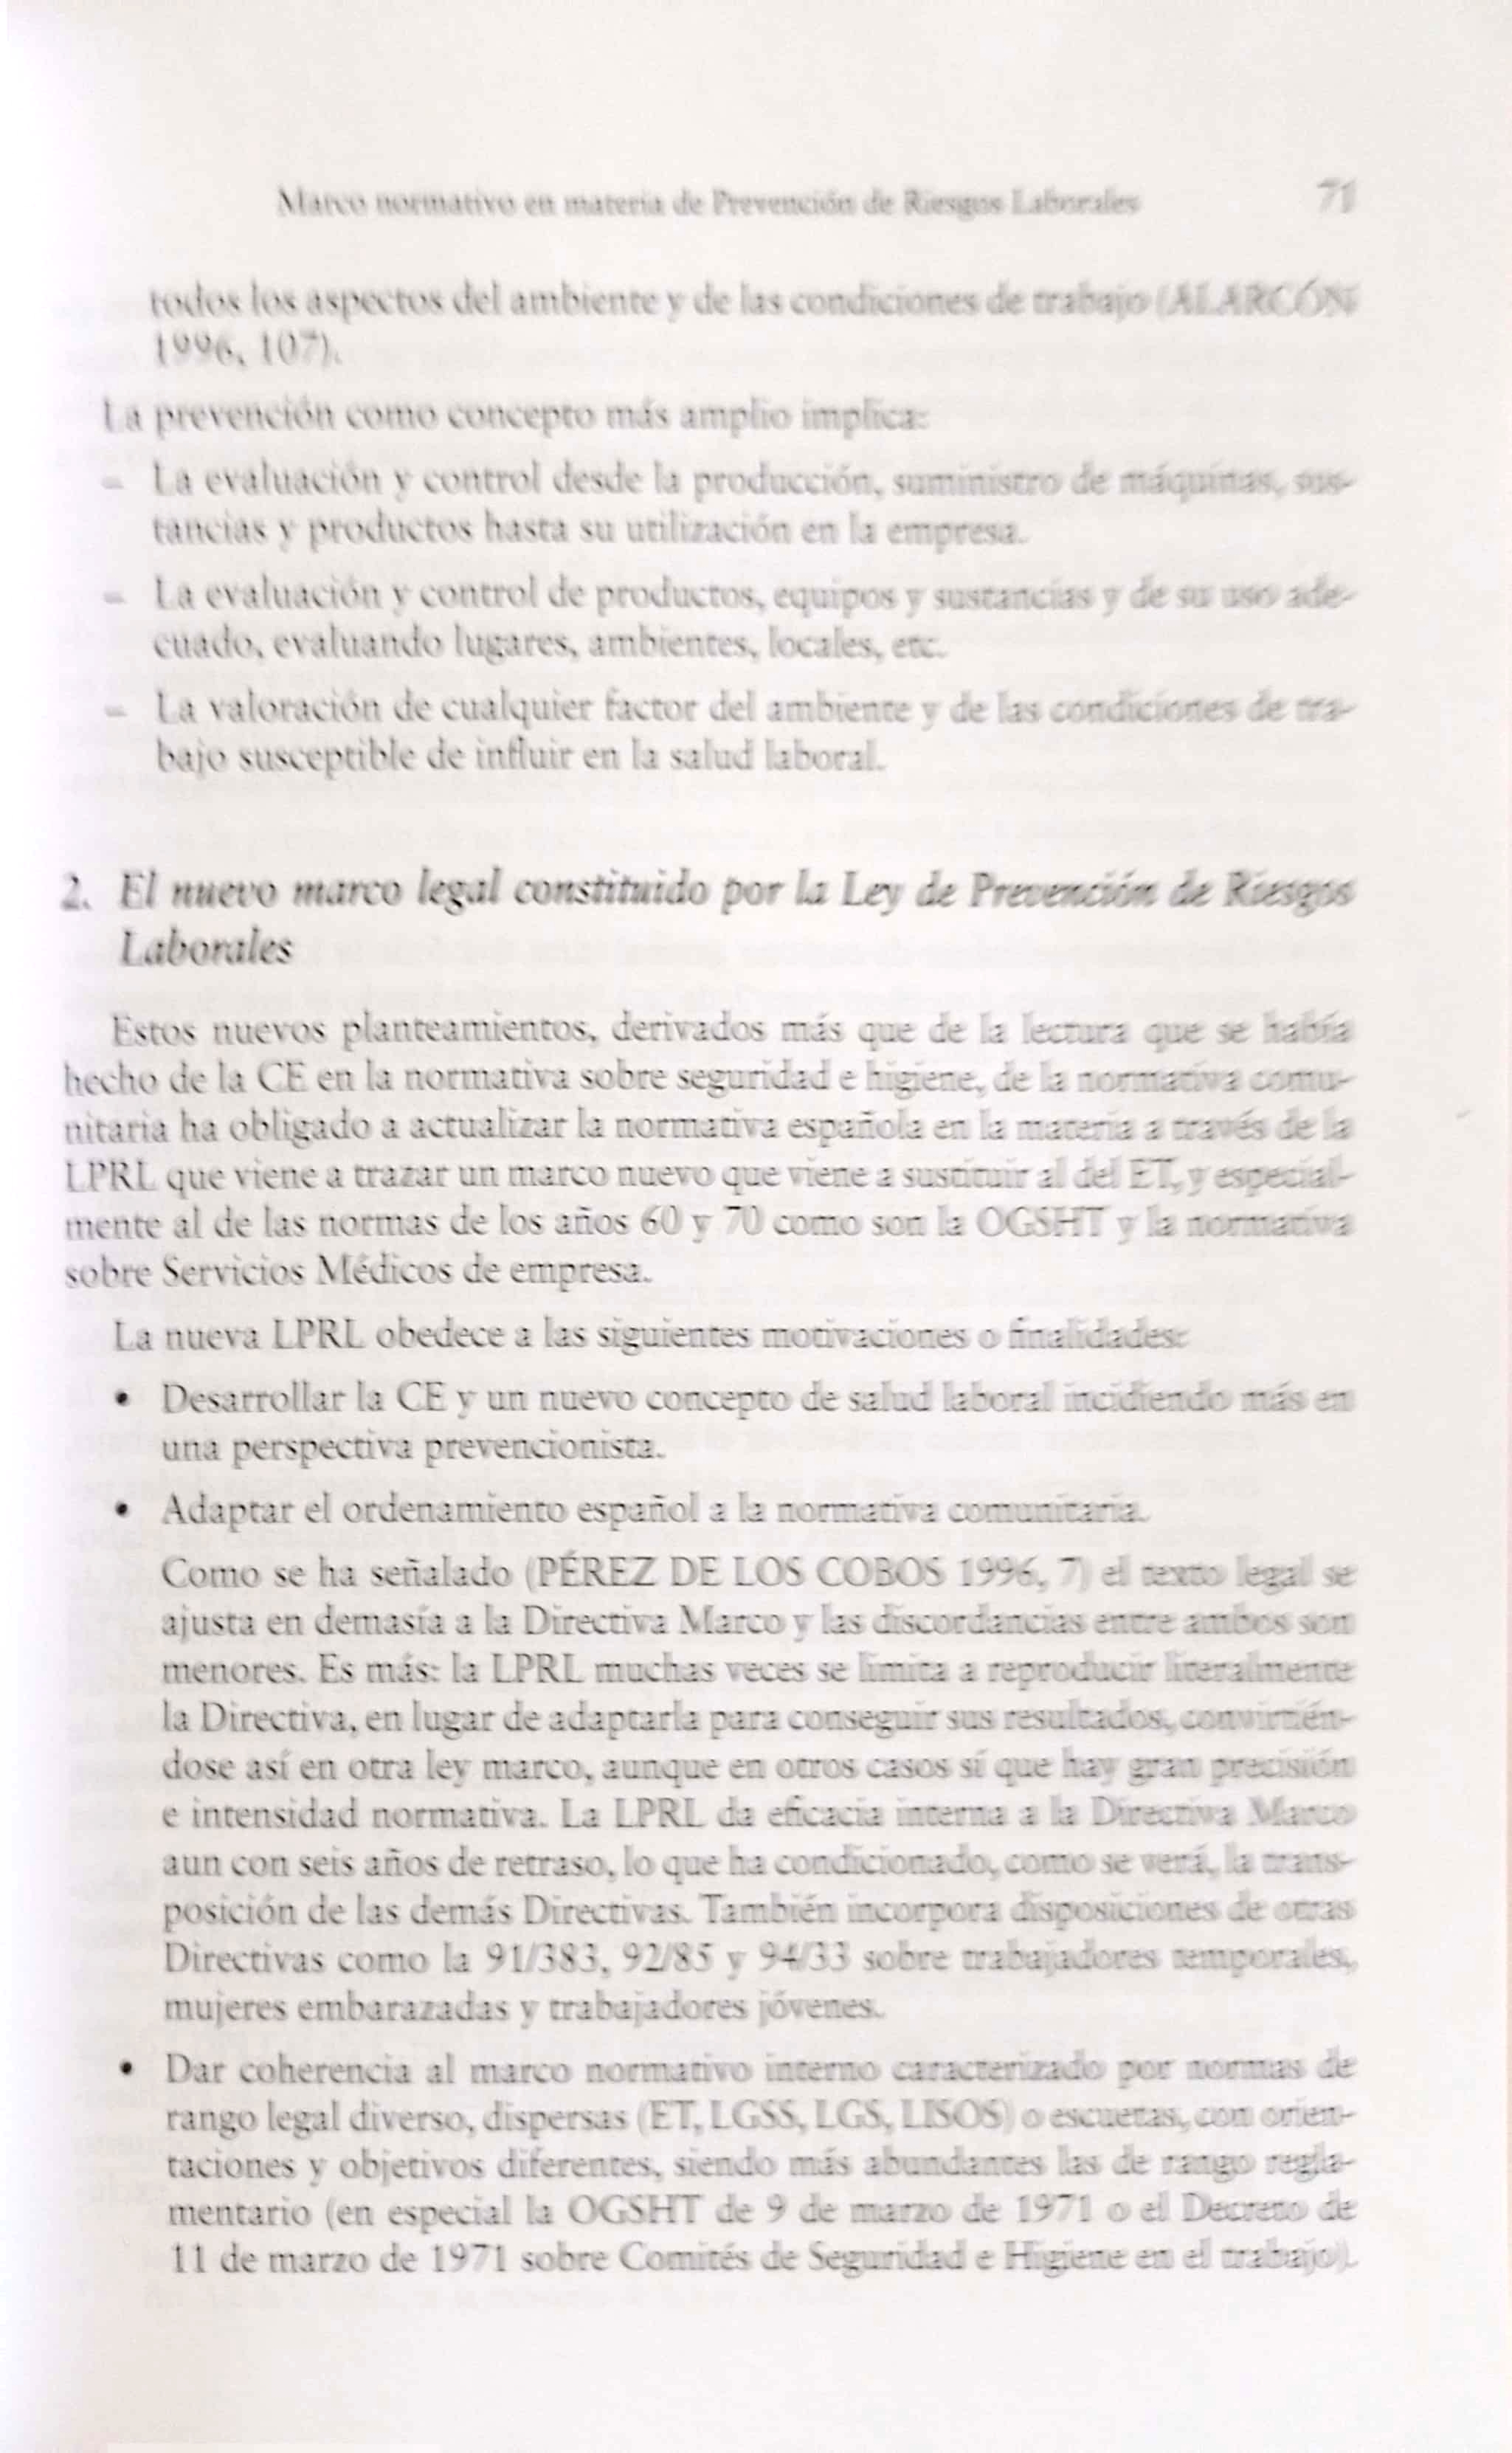 Marco normativo en materia de Prevención de Riesgos Laborales 71
todos los aspectos del ambiente y de las condiciones de trabajo (ALARCÓN
1996, 107).
La prevención como concepto más amplio implica:
– La evaluación y control desde la producción, suministro de máquinas, sus-
tancias y productos hasta su utilización en la empresa.
– La evaluación y control de productos, equipos y sustancias y de su uso ade-
cuado, evaluando lugares, ambientes, locales, etc.
– La valoración de cualquier factor del ambiente y de las condiciones de tra-
bajo susceptible de influir en la salud laboral.
2. El nuevo marco legal constituido por la Ley de Prevención de Riesgos
Laborales
Estos nuevos planteamientos, derivados más que de la lectura que se había
hecho de la CE en la normativa sobre seguridad e higiene, de la normativa comu-
nitaria ha obligado a actualizar la normativa española en la materia a través de la
LPRL que viene a trazar un marco nuevo que viene a sustituir al del ET, y especial-
mente al de las normas de los años 60 y 70 como son la OGSHT y la normativa
sobre Servicios Médicos de empresa.
La nueva LPRL obedece a las siguientes motivaciones o finalidades:
• Desarrollar la CE y un nuevo concepto de salud laboral incidiendo más en
una perspectiva prevencionista.
• Adaptar el ordenamiento español a la normativa comunitaria.
Como se ha señalado (PÉREZ DE LOS COBOS 1996, 7) el texto legal se
ajusta en demasía a la Directiva Marco y las discordancias entre ambos son
menores. Es más: la LPRL muchas veces se limita a reproducir literalmente
la Directiva, en lugar de adaptarla para conseguir sus resultados, convirtién-
dose así en otra ley marco, aunque en otros casos sí que hay gran precisión
e intensidad normativa. La LPRL da eficacia interna a la Directiva Marco
aun con seis años de retraso, lo que ha condicionado, como se verá, la trans-
posición de las demás Directivas. También incorpora disposiciones de otras
Directivas como la 91/383, 92/85 y 94/33 sobre trabajadores temporales,
mujeres embarazadas y trabajadores jóvenes.
• Dar coherencia al marco normativo interno caracterizado por normas de
rango legal diverso, dispersas (ET, LGSS, LGS, LISOS) o escuetas, con orien-
taciones y objetivos diferentes, siendo más abundantes las de rango regla-
mentario (en especial la OGSHT de 9 de marzo de 1971 o el Decreto de
11 de marzo de 1971 sobre Comités de Seguridad e Higiene en el trabajo).